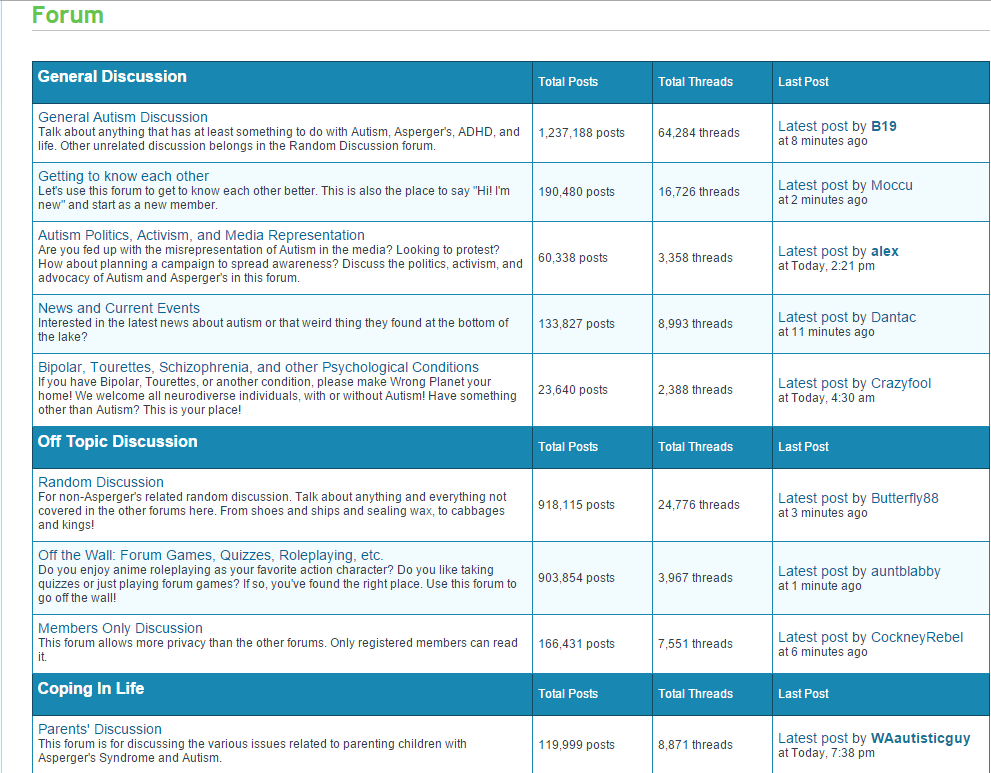 Forum
General Discussion
Total Posts
Total Threads
Last Post
General Autism Discussion
Talk about anything that has at least something to do with Autism, Asperger's, ADHD, and
life. Other unrelated discussion belongs in the Random Discussion forum.
1,237,188 posts
64,284 threads
Latest post by B19
at 8 minutes ago
Getting to know each other
Let's use this forum to get to know each other better. This is also the place to say "Hi! I'm
new" and start as a new member.
190,480 posts
16,726 threads
Latest post by Moccu
at 2 minutes ago
Autism Politics, Activism, and Media Representation
Are you fed up with the misrepresentation of Autism in the media? Looking to protest?
How about planning a campaign to spread awareness? Discuss the politics, activism, and
advocacy of Autism and Asperger's in this forum.
60,338 posts
3,358 threads
Latest post by alex
at Today, 2:21 pm
News and Current Events
Interested in the latest news about autism or that weird thing they found at the bottom of
the lake?
133,827 posts
8,993 threads
Latest post by Dantac
at 11 minutes ago
Bipolar, Tourettes, Schizophrenia, and other Psychological Conditions
If you have Bipolar, Tourettes, or another condition, please make Wrong Planet your
home! We welcome all neurodiverse individuals, with or without Autism! Have something
other than Autism? This is your place!
23,640 posts
2,388 threads
Latest post by Crazyfool
at Today, 4:30 am
Off Topic Discussion
Total Posts
Total Threads
Last Post
Random Discussion
For non-Asperger's related random discussion. Talk about anything and everything not
covered in the other forums here. From shoes and ships and sealing wax, to cabbages
and kings!
918,115 posts
24,776 threads
Latest post by Butterfly88
at 3 minutes ago
Off the Wall: Forum Games, Quizzes, Roleplaying, etc.
Do you enjoy anime roleplaying as your favorite action character? Do you like taking
quizzes or just playing forum games? If so, you've found the right place. Use this forum to
go off the wall!
903,854 posts
3,967 threads
Latest post by auntblabby
at 1 minute ago
Members Only Discussion
This forum allows more privacy than the other forums. Only registered members can read
it.
166,431 posts
7,551 threads
Latest post by CockneyRebel
at 6 minutes ago
Coping In Life
Total Posts
Total Threads
Last Post
Parents' Discussion
This forum is for discussing the various issues related to parenting children with
Asperger's Syndrome and Autism.
119,999 posts
8,871 threads
Latest post by WAautisticguy
at Today, 7:38 pm